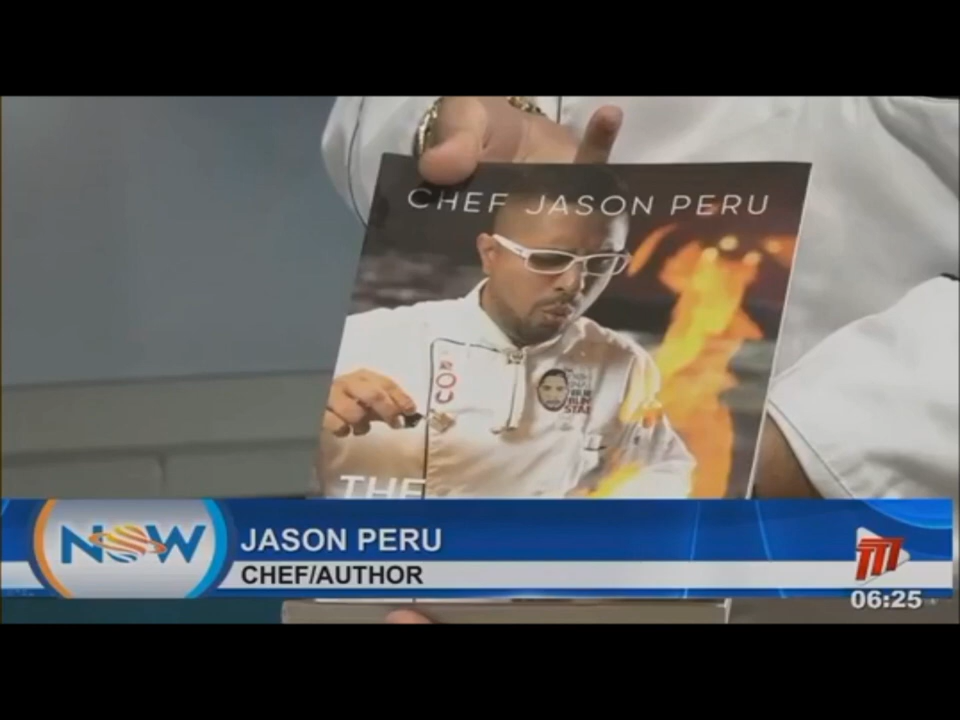 CHEF JASON PERU
THE
NOW
JASON PERU
CHEF/AUTHOR
06:25